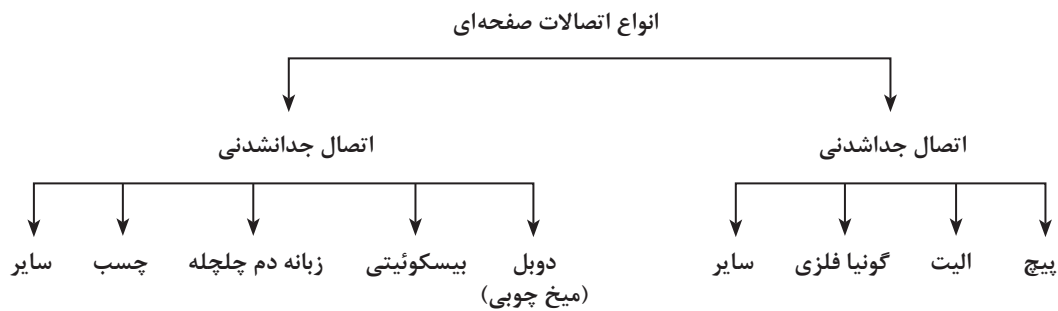 انواع اتصالات صفحه‌ای
اتصال جداشدنی
اتصال جدانشدنی
پیچ
الیت
گونیا فلزی
سایر
دوبل
(میخ چوبی)
بیسکوئیتی
زبانه دم چلچله
چسب
سایر